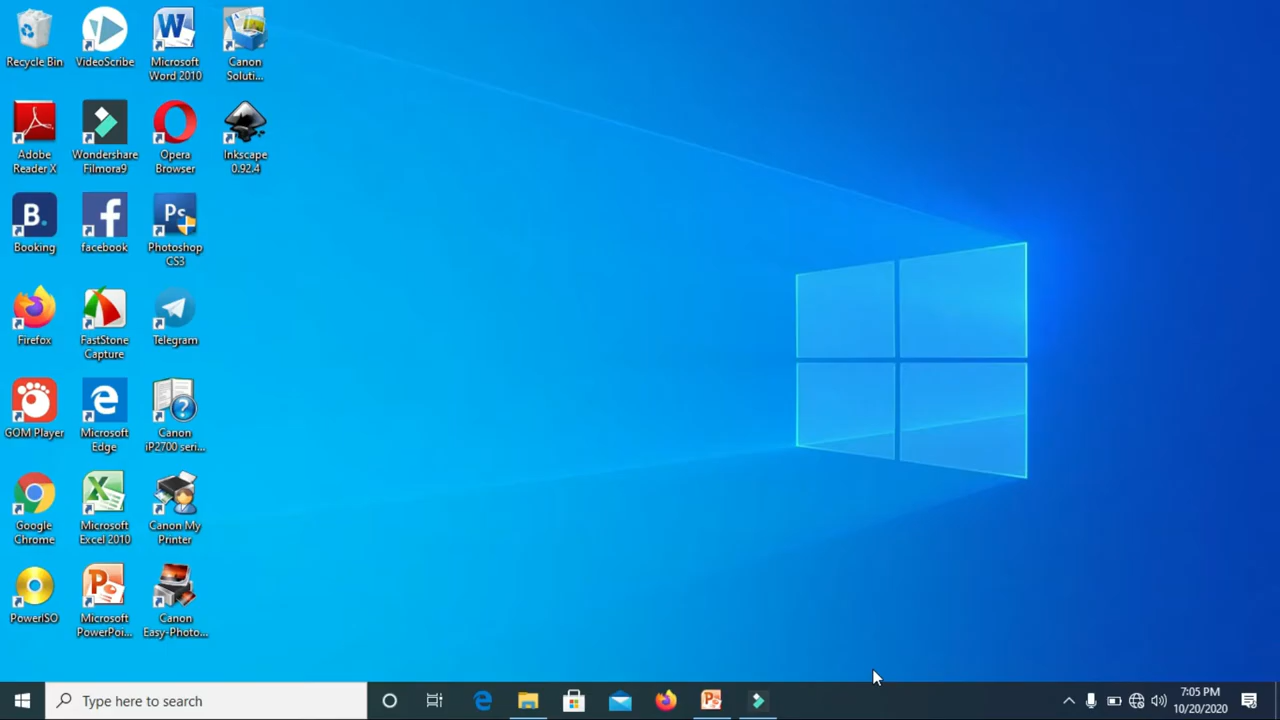 Recycle Bin
VideoScribe
Microsoft
Word 2010
Canon
Soluti...
Adobe
Reader X
Wondershare
Filmora9
Opera
Browser
Inkscape
0.92.4
B.
Booking
facebook
Ps
Photoshop
CS3
Firefox
FastStone
Capture
Telegram
GOM Player
Microsoft
Edge
Canon
iP2700 seri...
Google
Chrome
Microsoft
Excel 2010
Canon My
Printer
PowerISO
Microsoft
PowerPoi...
Canon
Easy-Photo...
Type here to search
7:05 PM
10/20/2020